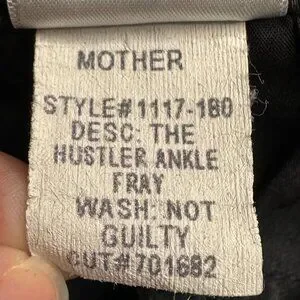 MOTHER
STYLE#1117-180
DESC: THE
HUSTLER ANKLE
FRAY
WASH: NOT
GUILTY
CUT#701682